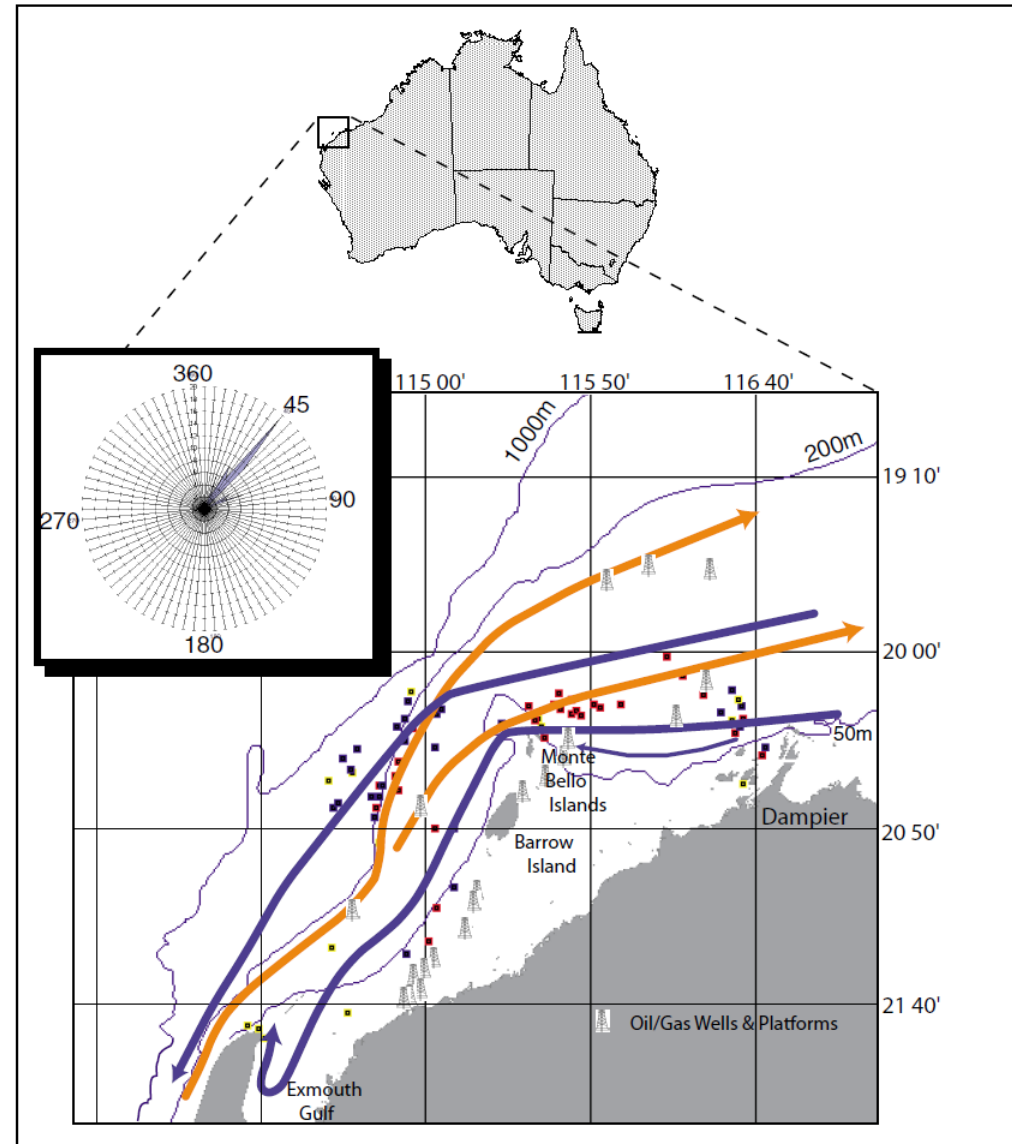 360
45
90
180
270
115 00'
115 50'
116 40'
1000m
200m
19 10'
20 00'
50m
Monte
Bello
Islands
Dampier
20 50'
Barrow
Island
21 40'
Oil/Gas Wells & Platforms
Exmouth
Gulf